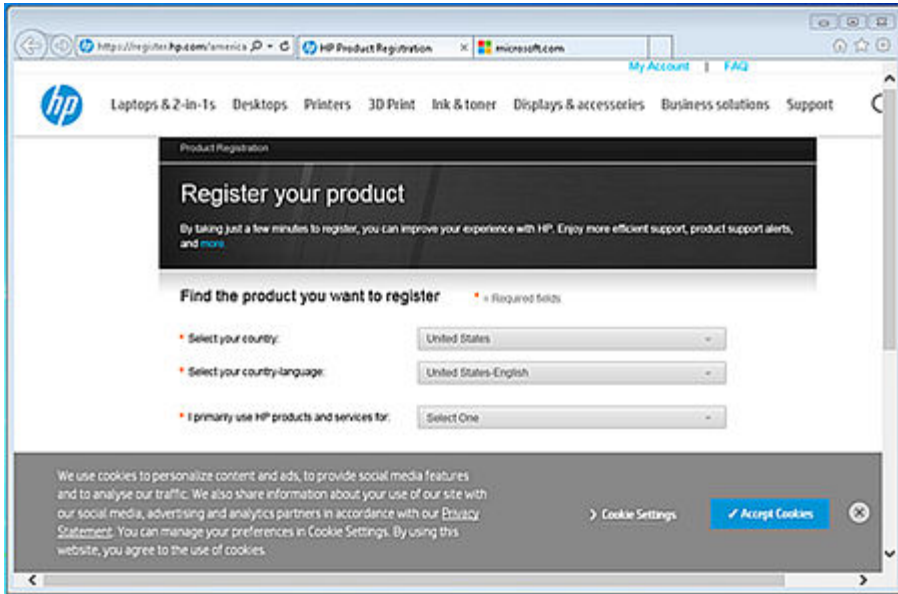 https://register.hp.com/america
HP Product Registration
microsoft.com
My Account | FAQ
hp
Laptops & 2-in-1s Desktops Printers 3D Print Ink & toner Displays & accessories Business solutions Support
Product Registration
Register your product
By taking just a few minutes to register, you can improve your experience with HP. Enjoy more efficient support, product support alerts,
and more.
Find the product you want to register * = Required fields
* Select your country: United States
* Select your country-language: United States-English
* I primarily use HP products and services for: Select One
We use cookies to personalize content and ads, to provide social media features
and to analyse our traffic. We also share information about your use of our site with
our social media, advertising and analytics partners in accordance with our Privacy
Statement. You can manage your preferences in Cookie Settings. By using this
website, you agree to the use of cookies.
> Cookie Settings
✓ Accept Cookies